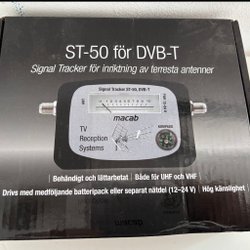 ST-50 för DVB-T
Signal Tracker för inriktning av terresta antenner
Signal Tracker ST-50, DVB-T
macab
TV
Reception
Systems
KOMPASS
Behändigt och lättarbetat | Både för UHF och VHF
Drivs med medföljande batteripack eller separat nätdel (12–24 V) | Hög känslighet